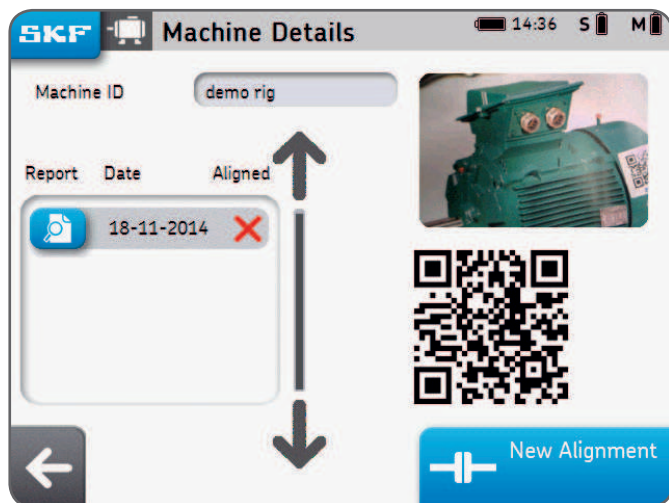 SKF Machine Details 14:36 S M
Machine ID demo rig
Report Date Aligned
18-11-2014
New Alignment